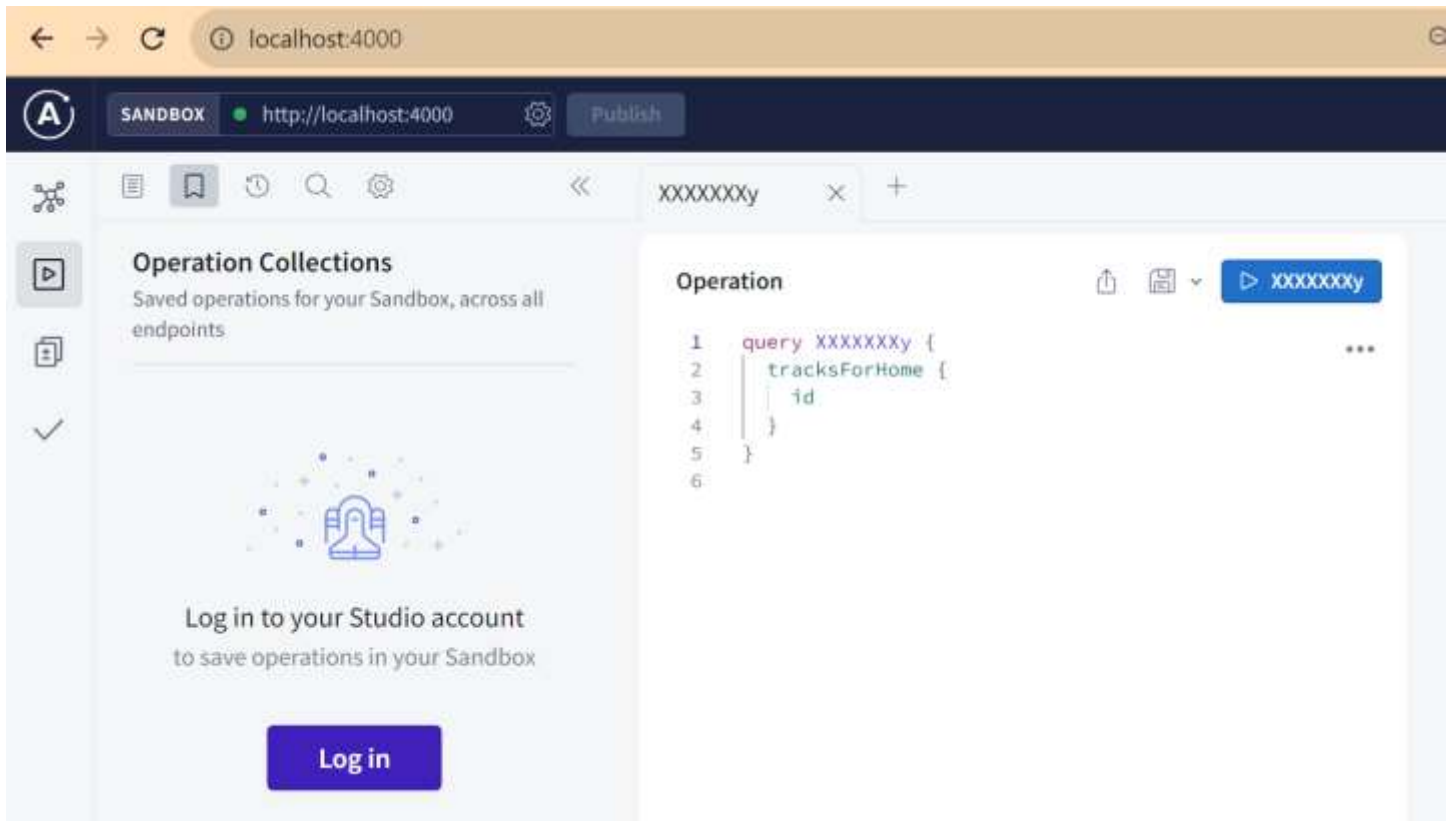 localhost:4000
A SANDBOX http://localhost:4000 Publish
XXXXXXXy
Operation Collections
Saved operations for your Sandbox, across all
endpoints
Log in to your Studio account
to save operations in your Sandbox
Log in
Operation
XXXXXXXy
1 query XXXXXXXy {
2 tracksForHome {
3 id
4 }
5 }
6